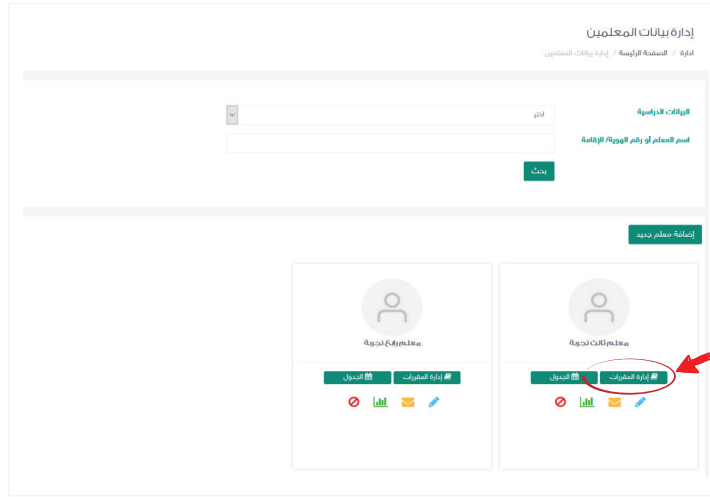 إدارة بيانات المعلمين
ادارة / الصفحة الرئيسة / إدارة بيانات المعلمين
البيانات الدراسية
اختر
اسم المعلم أو رقم الهوية/ الإقامة
بحث
إضافة معلم جديد
معلم ثالث تجربة
إدارة المقررات
الجدول
معلم رابع تجربة
إدارة المقررات
الجدول